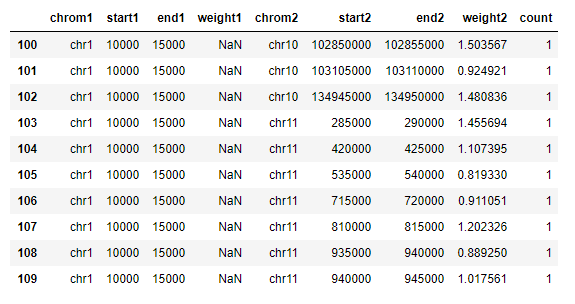 chrom1 start1 end1 weight1 chrom2 start2 end2 weight2 count
100 chr1 10000 15000 NaN chr10 102850000 102855000 1.503567 1
101 chr1 10000 15000 NaN chr10 103105000 103110000 0.924921 1
102 chr1 10000 15000 NaN chr10 134945000 134950000 1.480836 1
103 chr1 10000 15000 NaN chr11 285000 290000 1.455694 1
104 chr1 10000 15000 NaN chr11 420000 425000 1.107395 1
105 chr1 10000 15000 NaN chr11 535000 540000 0.819330 1
106 chr1 10000 15000 NaN chr11 715000 720000 0.911051 1
107 chr1 10000 15000 NaN chr11 810000 815000 1.202326 1
108 chr1 10000 15000 NaN chr11 935000 940000 0.889250 1
109 chr1 10000 15000 NaN chr11 940000 945000 1.017561 1